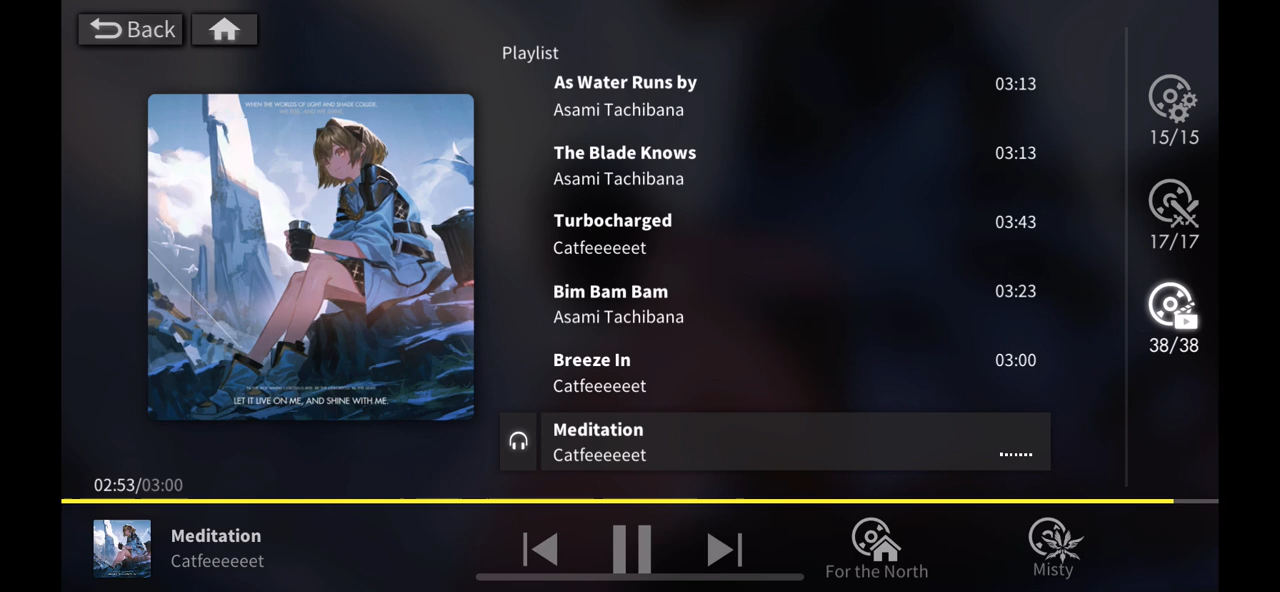 Back
Playlist
As Water Runs by
03:13
Asami Tachibana
The Blade Knows
03:13
Asami Tachibana
Turbocharged
03:43
Catfeeeeeet
Bim Bam Bam
03:23
Asami Tachibana
Breeze In
03:00
Catfeeeeeet
Meditation
Catfeeeeeet
15/15
17/17
38/38
WHEN THE WORLDS OF LIGHT AND SHADE COLLIDE,
LET IT LIVE ON ME, AND SHINE WITH ME.
02:53/03:00
Meditation
Catfeeeeeet
For the North
Misty